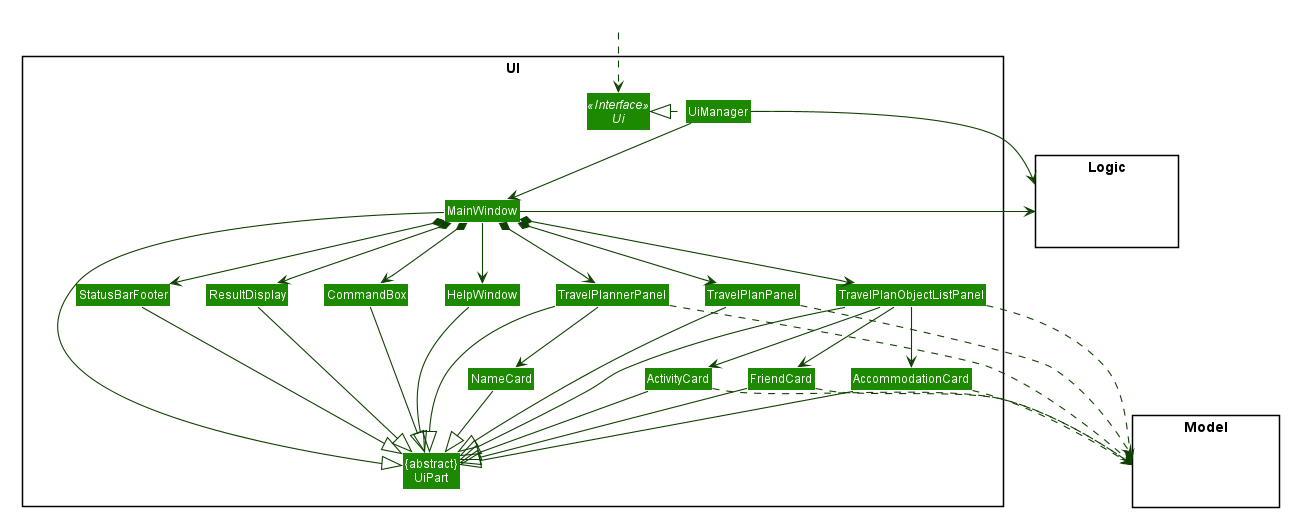 UI
«Interface»
Ui
UiManager
Logic
MainWindow
StatusBarFooter
ResultDisplay
CommandBox
HelpWindow
TravelPlannerPanel
TravelPlanPanel
TravelPlanObjectListPanel
NameCard
ActivityCard
FriendCard
AccommodationCard
Model
{abstract}
UiPart